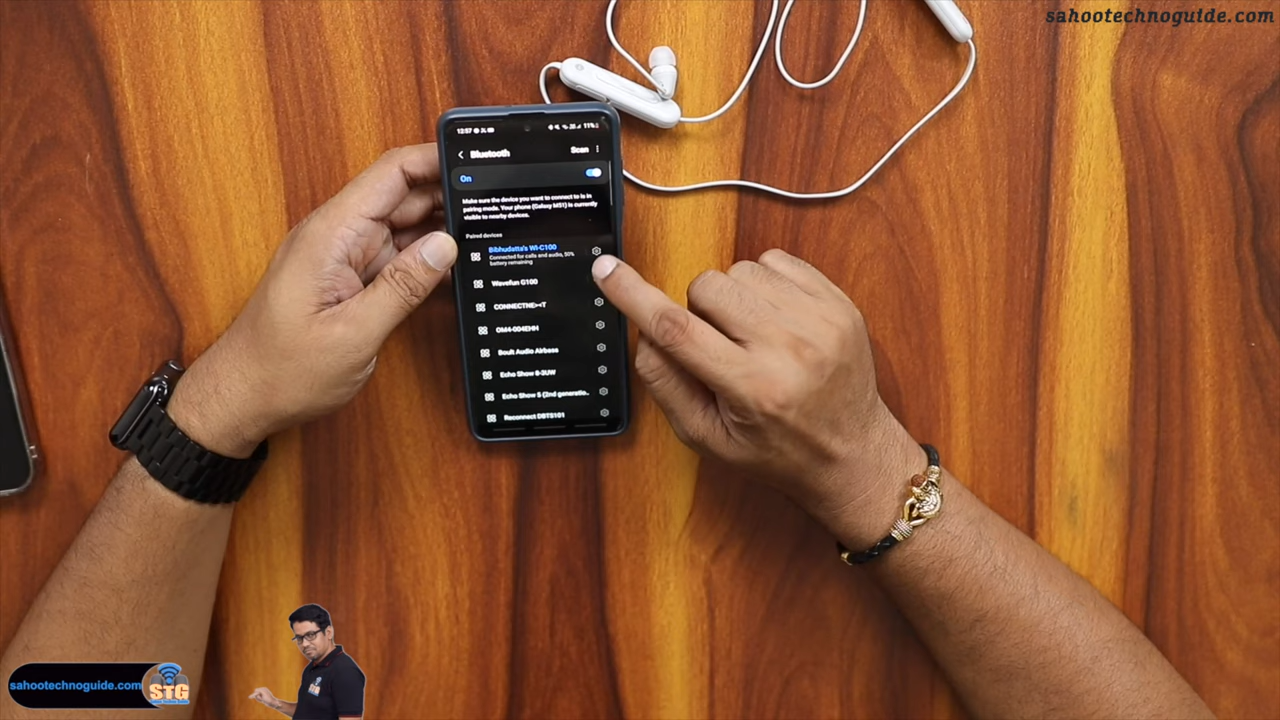 sahootechnoguide.com
12:57
11%
Bluetooth
Scan
On
Make sure the device you want to connect to is in
pairing mode. Your phone (Galaxy M51) is currently
visible to nearby devices.
Paired devices
Bibhudatta's WI-C100
Connected for calls and audio, 50%
battery remaining
Wavefun G100
CONNECTNE><T
OM4-004EHH
Boult Audio Airbass
Echo Show 8-3UW
Echo Show 5 (2nd generatio..
Reconnect DBTS101
sahootechnoguide.com
STG